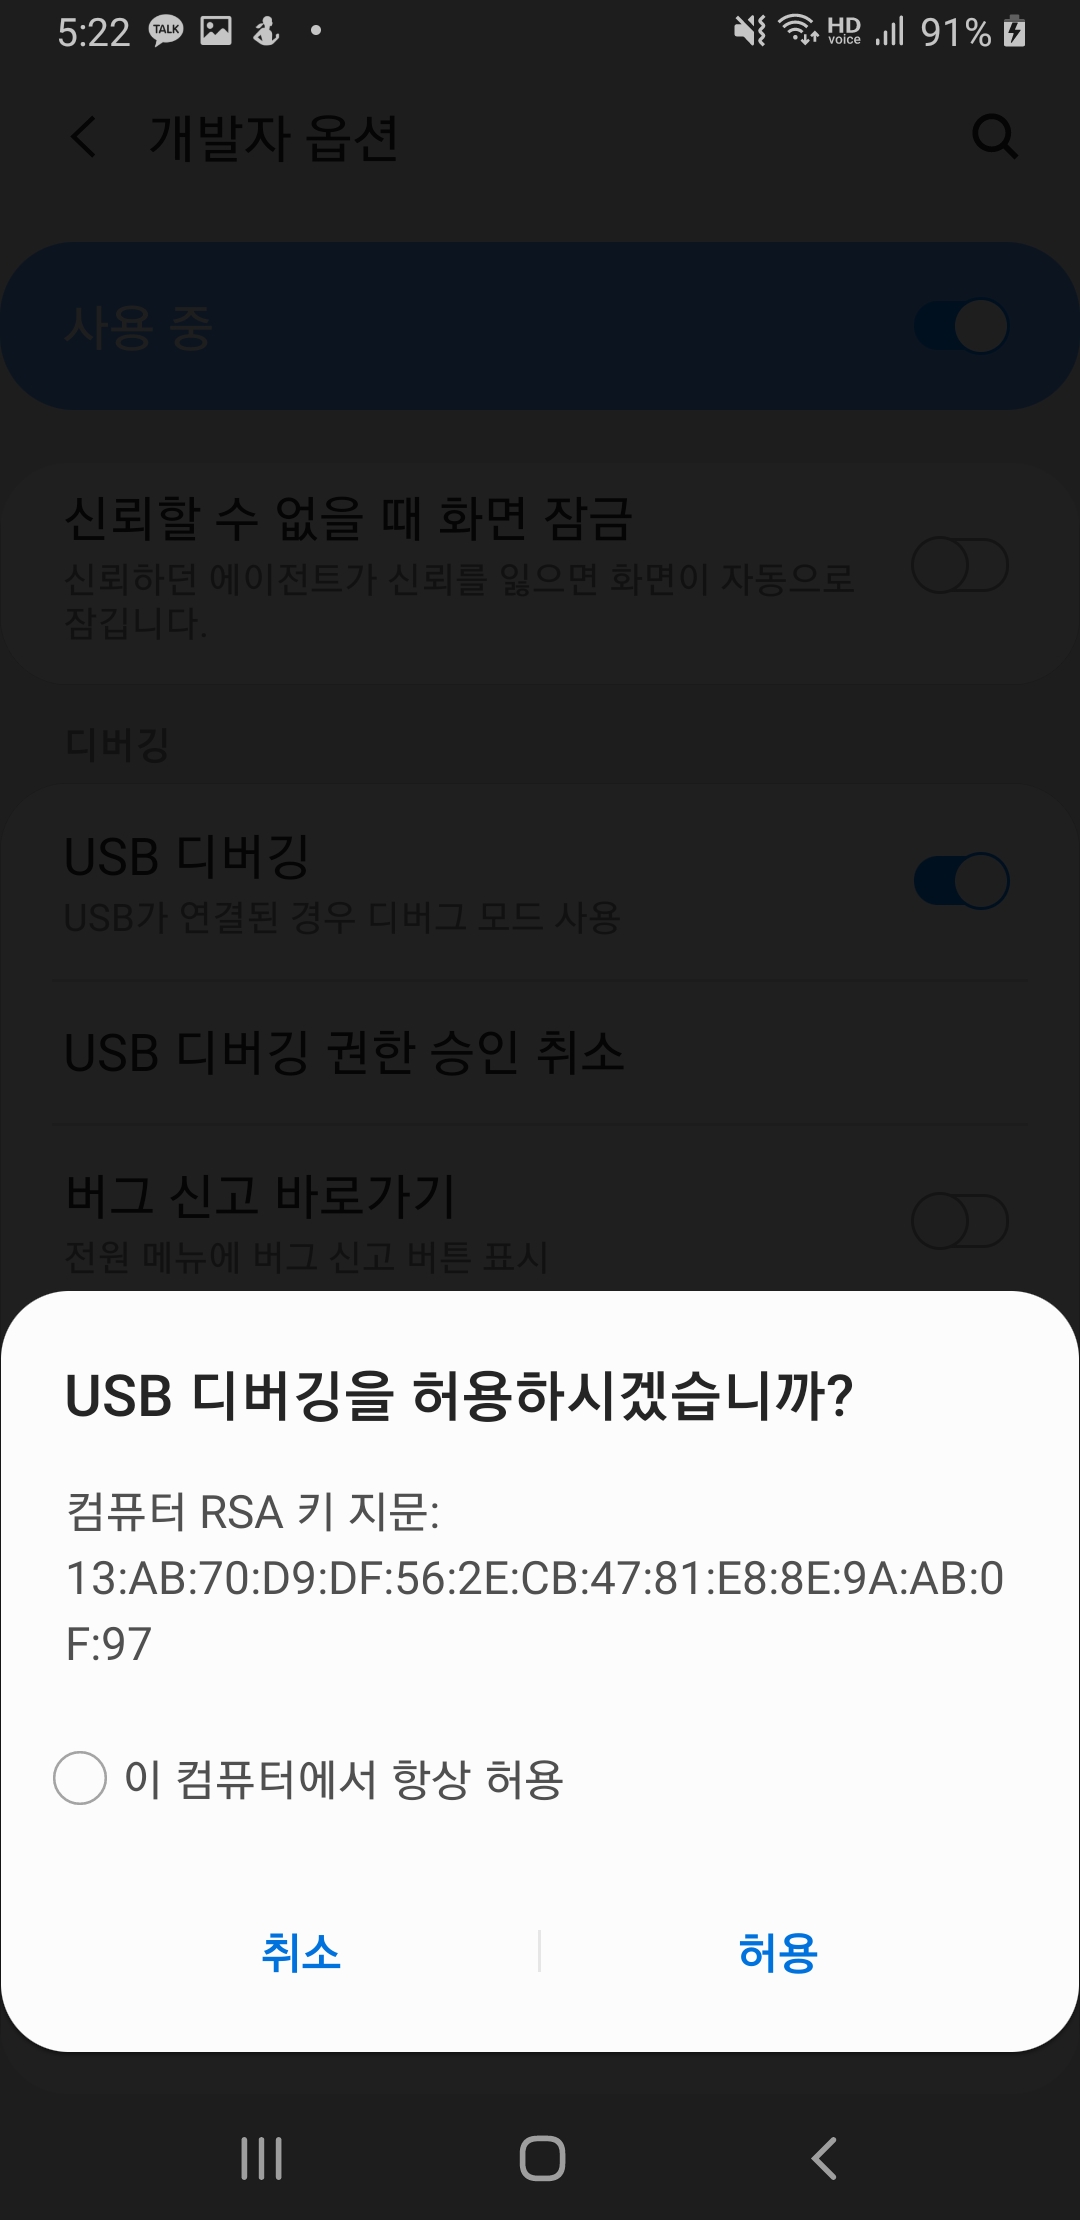 5:22 TALK HD voice 91%
개발자 옵션
사용 중
신뢰할 수 없을 때 화면 잠금
신뢰하던 에이전트가 신뢰를 잃으면 화면이 자동으로
잠깁니다.
디버깅
USB 디버깅
USB가 연결된 경우 디버그 모드 사용
USB 디버깅 권한 승인 취소
버그 신고 바로가기
전원 메뉴에 버그 신고 버튼 표시
USB 디버깅을 허용하시겠습니까?
컴퓨터 RSA 키 지문:
13:AB:70:D9:DF:56:2E:CB:47:81:E8:8E:9A:AB:0
F:97
이 컴퓨터에서 항상 허용
취소 허용